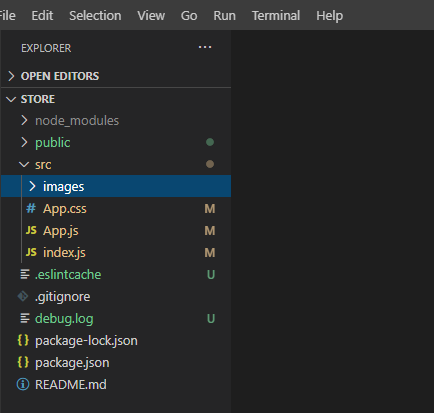 File Edit Selection View Go Run Terminal Help
EXPLORER ...
OPEN EDITORS
STORE
node_modules
public
src
images
# App.css M
JS App.js M
JS index.js M
.eslintcache U
.gitignore
debug.log U
{ } package-lock.json
{ } package.json
README.md